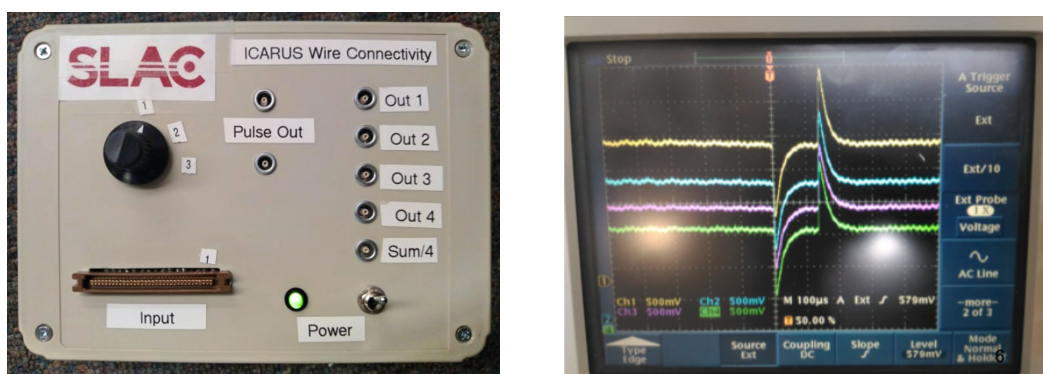 SLAC
ICARUS Wire Connectivity
1
2
3
Pulse Out
Out 1
Out 2
Out 3
Out 4
Sum/4
1
Input
Power
Stop
A Trigger
Source
Ext
Ext/10
Ext Probe
1 X
Voltage
AC Line
-more-
2 of 3
Ch1 500mV Ch2 500mV M 100µs A Ext 579mV
Ch3 500mV Ch4 500mV
50.00 %
Type
Edge
Source
Ext
Coupling
DC
Slope
Level
579mV
Mode
Normal
& Holdoff
6